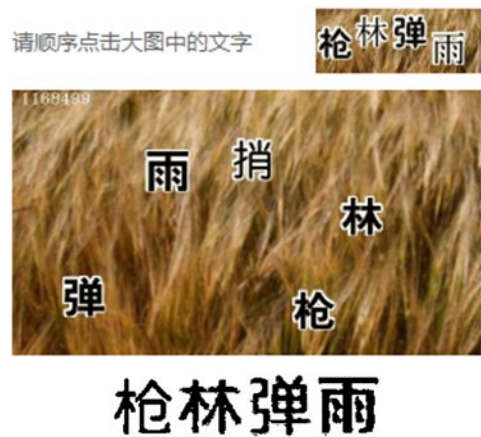 请顺序点击大图中的文字
枪林弹雨
1168499
雨 捎
林
弹 枪
枪林弹雨